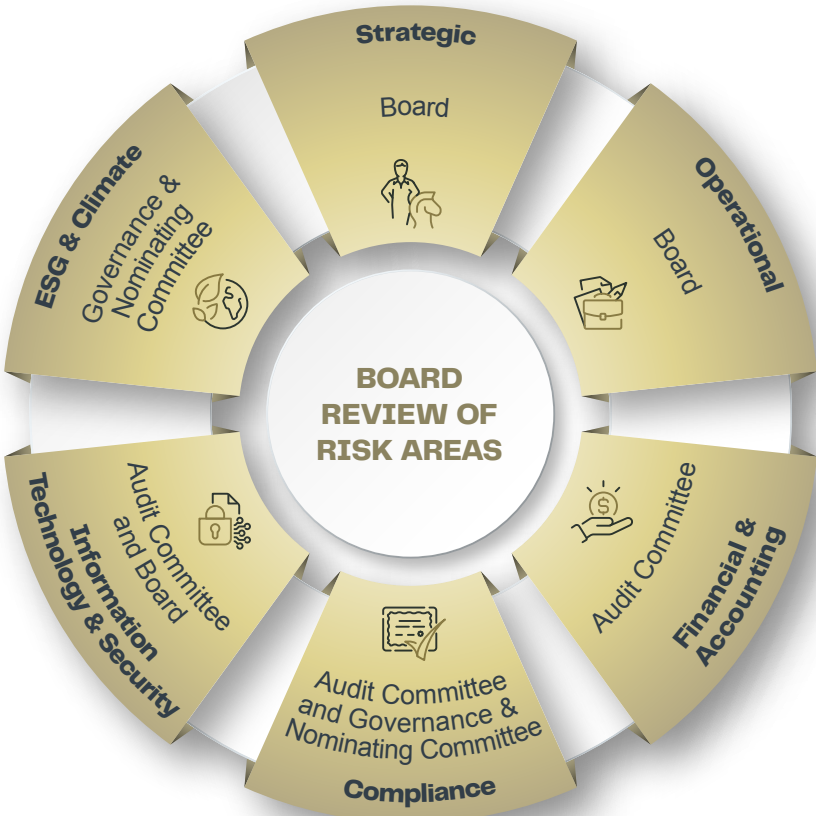 BOARD
REVIEW OF
RISK AREAS
Strategic
Board
Operational
Board
Financial &
Accounting
Audit Committee
Audit Committee
and Governance &
Nominating Committee
Compliance
Information
Technology & Security
Audit Committee
and Board
ESG & Climate
Governance &
Nominating
Committee
$